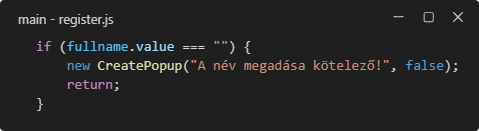 main - register.js
if (fullname.value === "") {
    new CreatePopup("A név megadása kötelező!", false);
    return;
}